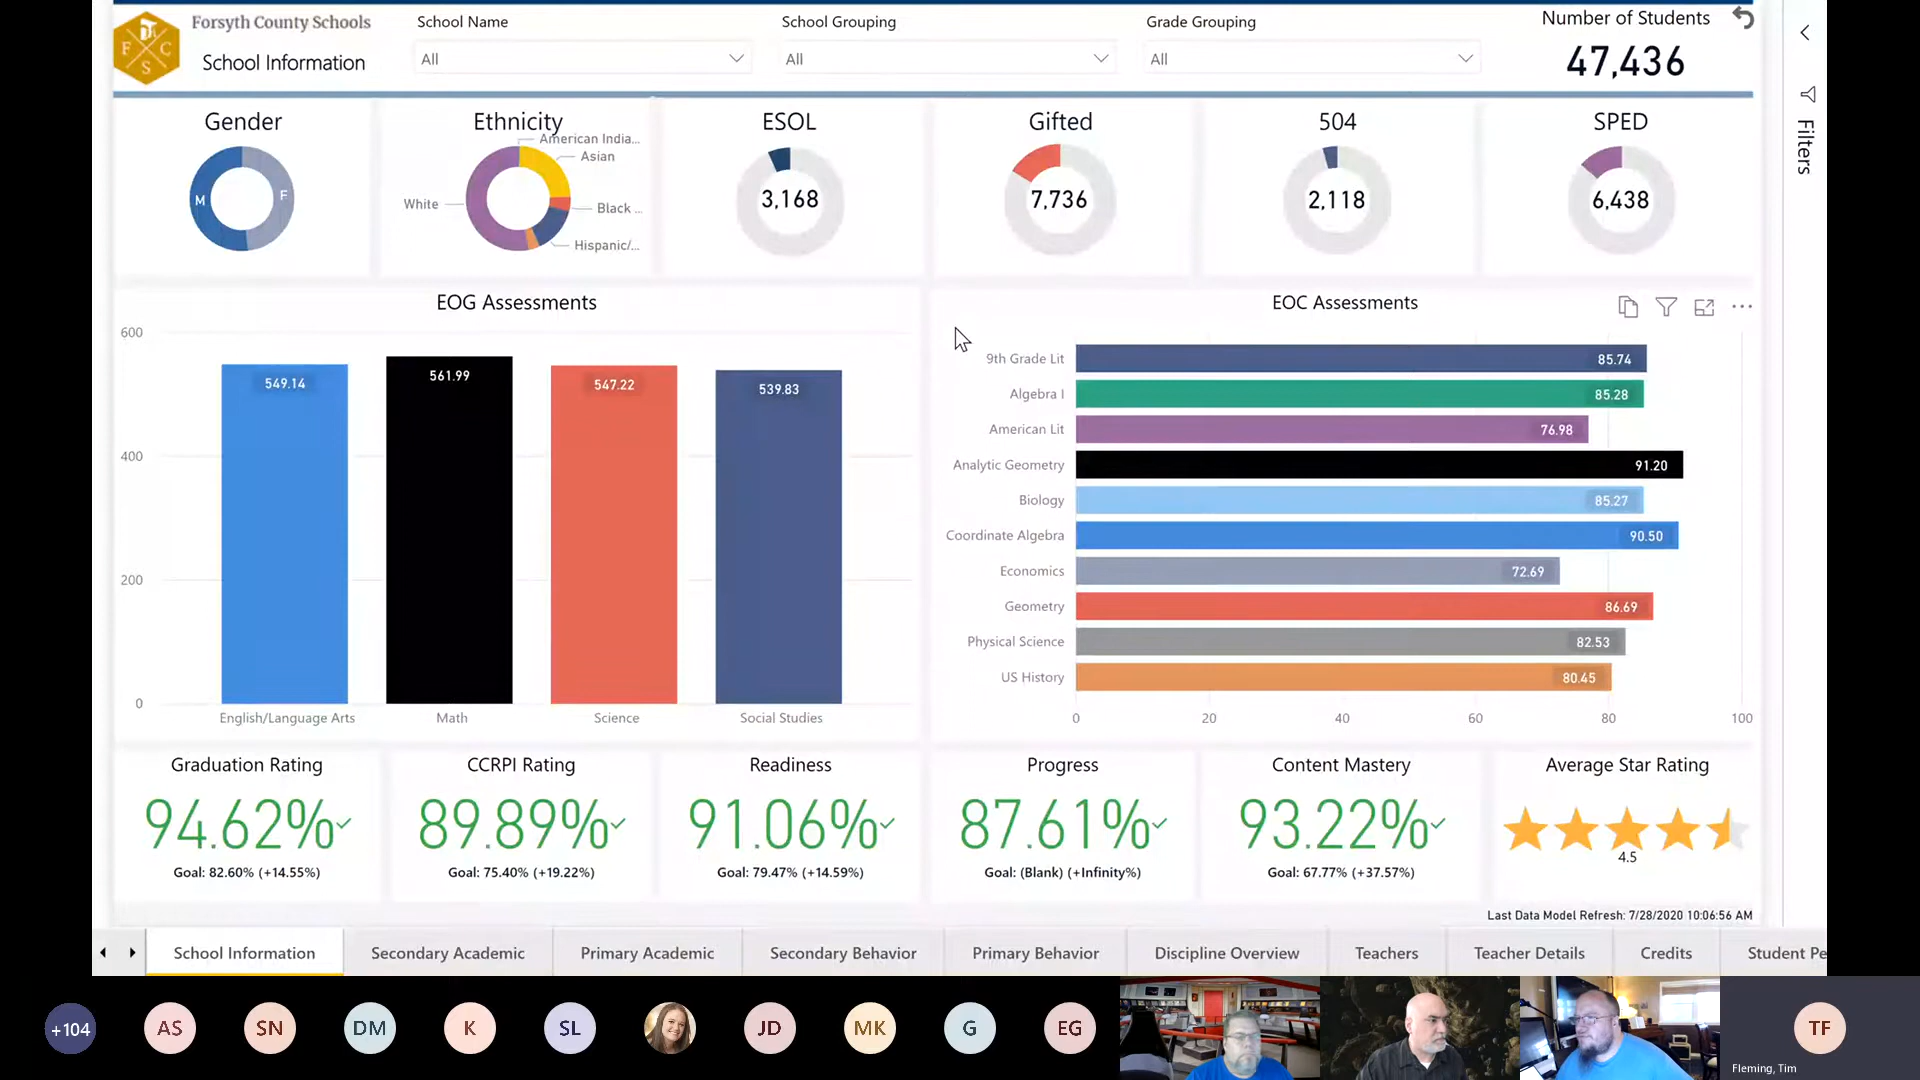 Forsyth County Schools
School Information
F C S
School Name
All
School Grouping
All
Grade Grouping
All
Number of Students
47,436
Filters
Gender
M
F
Ethnicity
American India...
Asian
White
Black ...
Hispanic/...
ESOL
3,168
Gifted
7,736
504
2,118
SPED
6,438
EOG Assessments
600
400
200
0
549.14
561.99
547.22
539.83
English/Language Arts
Math
Science
Social Studies
EOC Assessments
9th Grade Lit
85.74
Algebra I
85.28
American Lit
76.98
Analytic Geometry
91.20
Biology
85.27
Coordinate Algebra
90.50
Economics
72.69
Geometry
86.69
Physical Science
82.53
US History
80.45
0 20 40 60 80 100
Graduation Rating
94.62%
Goal: 82.60% (+14.55%)
CCRPI Rating
89.89%
Goal: 75.40% (+19.22%)
Readiness
91.06%
Goal: 79.47% (+14.59%)
Progress
87.61%
Goal: (Blank) (+Infinity%)
Content Mastery
93.22%
Goal: 67.77% (+37.57%)
Average Star Rating
4.5
Last Data Model Refresh: 7/28/2020 10:06:56 AM
School Information
Secondary Academic
Primary Academic
Secondary Behavior
Primary Behavior
Discipline Overview
Teachers
Teacher Details
Credits
Student Pe
+104
AS
SN
DM
K
SL
JD
MK
G
EG
TF
Fleming, Tim